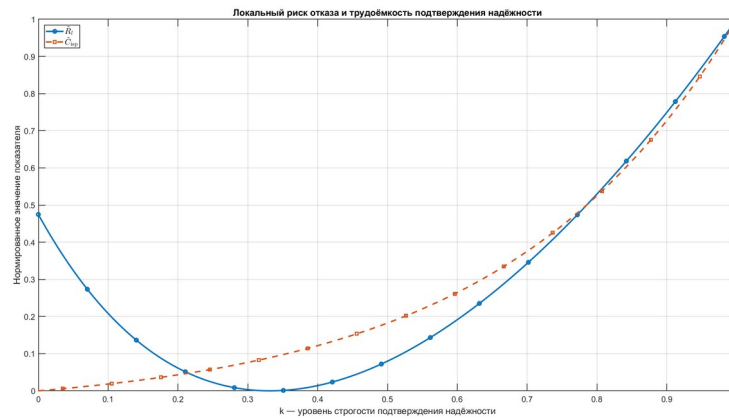 Локальный риск отказа и трудоёмкость подтверждения надёжности
R̂ₗ
Ĉпр
Нормированное значение показателя
1
0.9
0.8
0.7
0.6
0.5
0.4
0.3
0.2
0.1
0
0 0.1 0.2 0.3 0.4 0.5 0.6 0.7 0.8 0.9
k — уровень строгости подтверждения надёжности